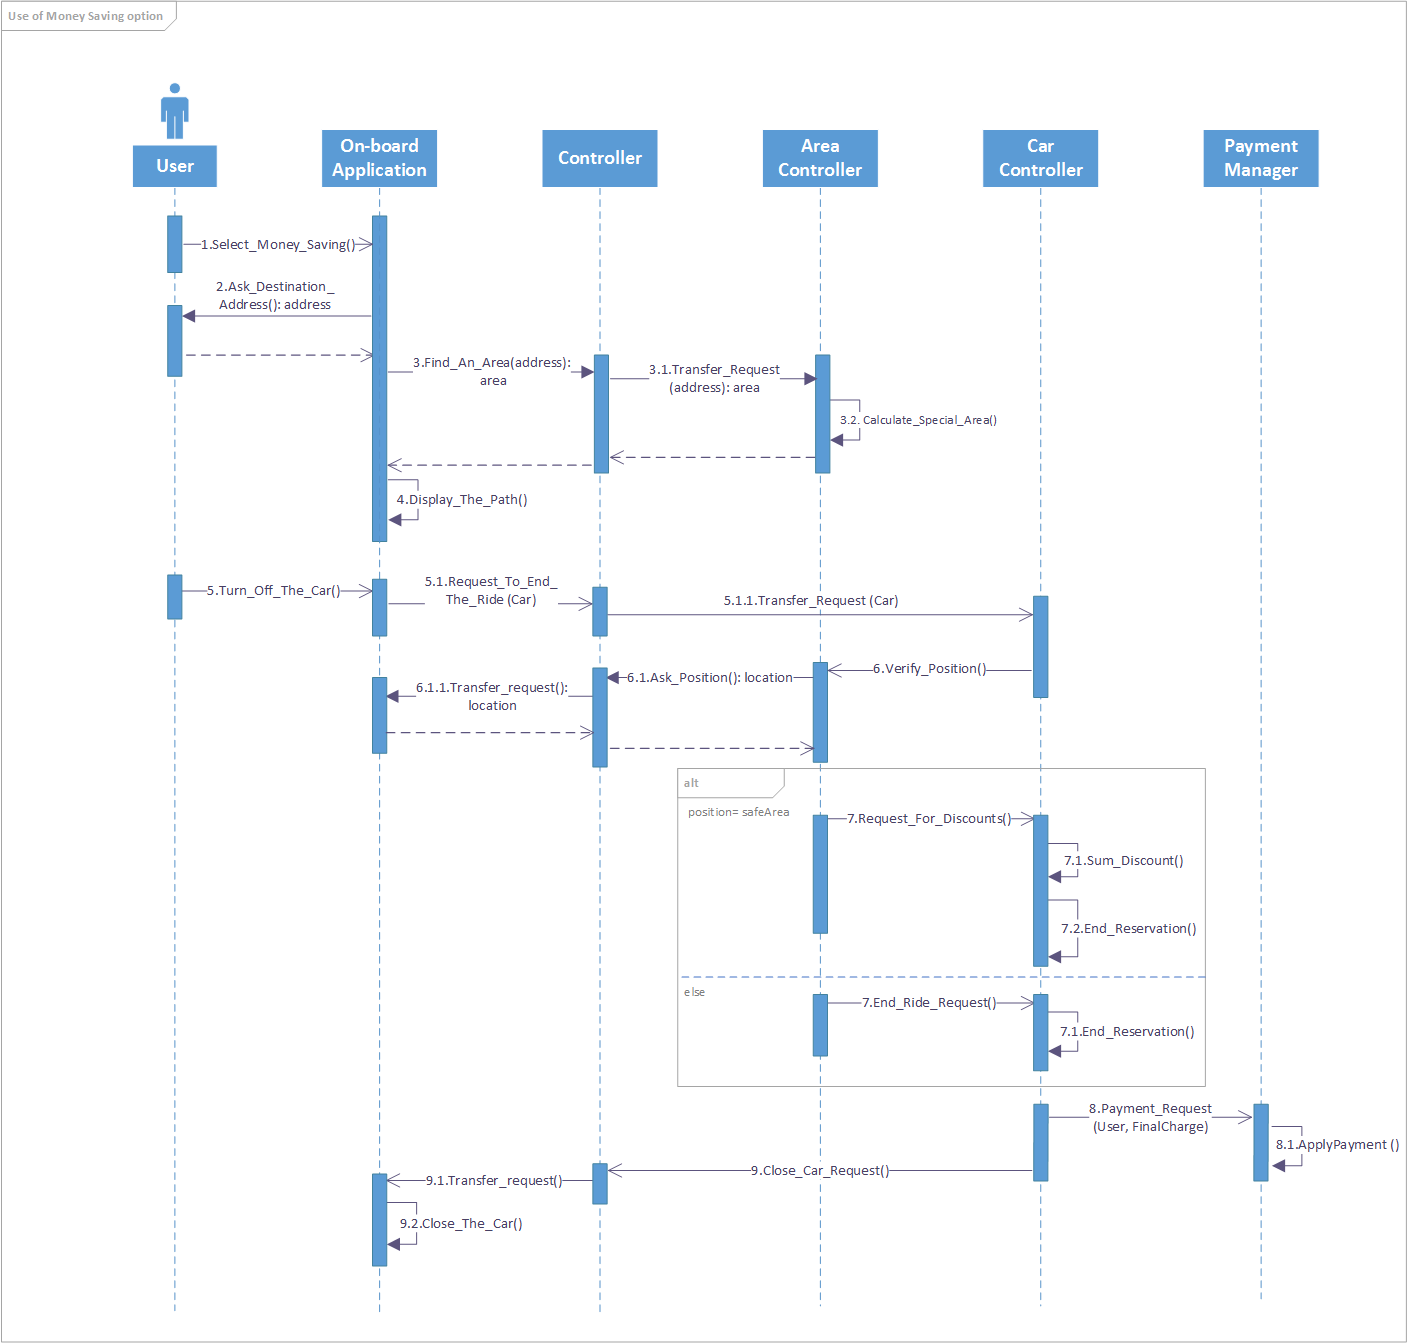 Use of Money Saving option
User
On-board
Application
Controller
Area
Controller
Car
Controller
Payment
Manager
1.Select_Money_Saving()
2.Ask_Destination_
Address(): address
3.Find_An_Area(address):
area
3.1.Transfer_Request
(address): area
3.2. Calculate_Special_Area()
4.Display_The_Path()
5.Turn_Off_The_Car()
5.1.Request_To_End_
The_Ride (Car)
5.1.1.Transfer_Request (Car)
6.Verify_Position()
6.1.Ask_Position(): location
6.1.1.Transfer_request():
location
alt
position= safeArea
7.Request_For_Discounts()
7.1.Sum_Discount()
7.2.End_Reservation()
else
7.End_Ride_Request()
7.1.End_Reservation()
8.Payment_Request
(User, FinalCharge)
8.1.ApplyPayment ()
9.Close_Car_Request()
9.1.Transfer_request()
9.2.Close_The_Car()